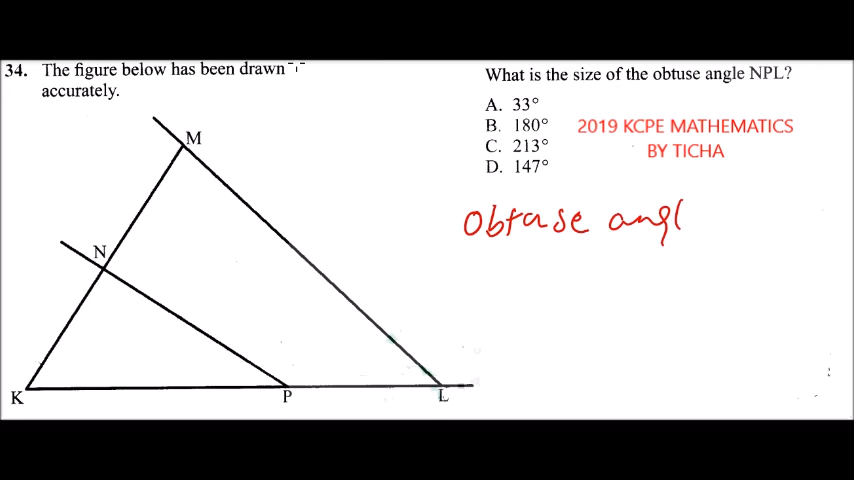 34. The figure below has been drawn
accurately.
M
N
K
P
L
What is the size of the obtuse angle NPL?
A. 33°
B. 180°
C. 213°
D. 147°
2019 KCPE MATHEMATICS
BY TICHA
Obtuse angl